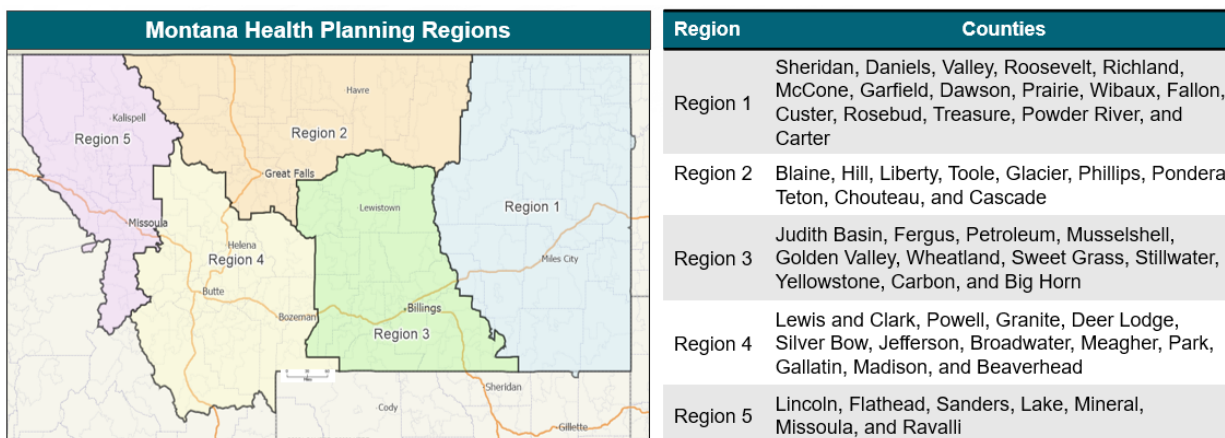 Montana Health Planning Regions
Havre
Kalispell
Region 5
Region 2
Great Falls
Lewistown
Region 1
Missoula
Helena
Region 4
Miles City
Butte
Billings
Bozeman
Region 3
Sheridan
Cody
Gillette
Region Counties
Region 1
Sheridan, Daniels, Valley, Roosevelt, Richland,
McCone, Garfield, Dawson, Prairie, Wibaux, Fallon,
Custer, Rosebud, Treasure, Powder River, and
Carter
Region 2
Blaine, Hill, Liberty, Toole, Glacier, Phillips, Pondera
Teton, Chouteau, and Cascade
Region 3
Judith Basin, Fergus, Petroleum, Musselshell,
Golden Valley, Wheatland, Sweet Grass, Stillwater,
Yellowstone, Carbon, and Big Horn
Region 4
Lewis and Clark, Powell, Granite, Deer Lodge,
Silver Bow, Jefferson, Broadwater, Meagher, Park,
Gallatin, Madison, and Beaverhead
Region 5
Lincoln, Flathead, Sanders, Lake, Mineral,
Missoula, and Ravalli